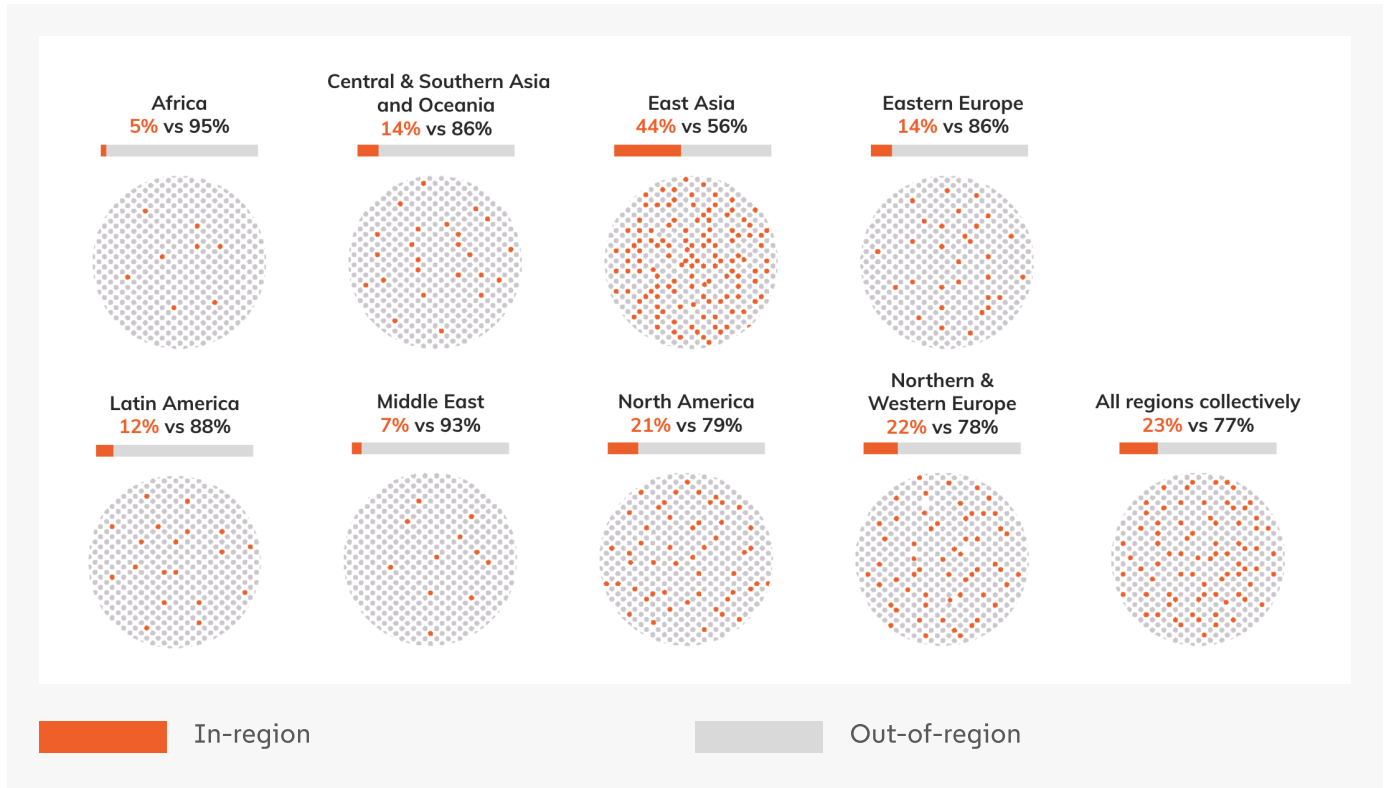 Africa
5% vs 95%
Central & Southern Asia
and Oceania
14% vs 86%
East Asia
44% vs 56%
Eastern Europe
14% vs 86%
Latin America
12% vs 88%
Middle East
7% vs 93%
North America
21% vs 79%
Northern &
Western Europe
22% vs 78%
All regions collectively
23% vs 77%
In-region
Out-of-region